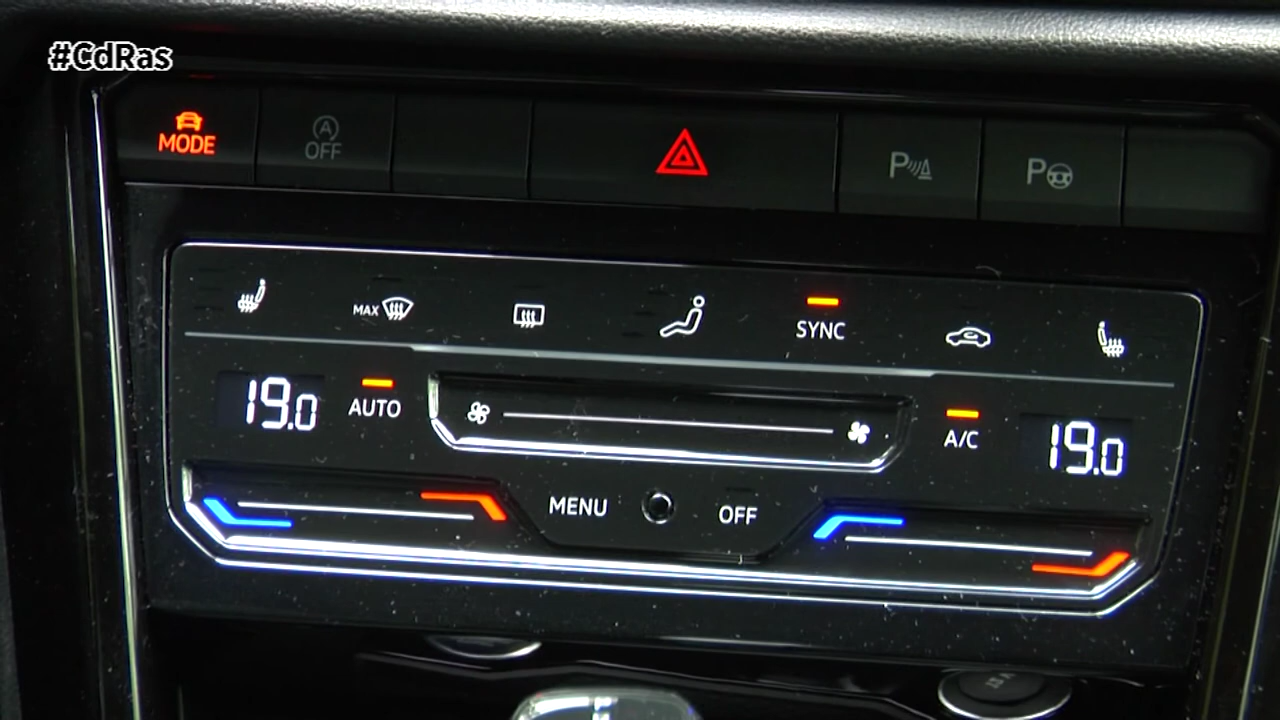 #CdRas
MODE
A
OFF
P
P
MAX
SYNC
19.0
AUTO
A/C
19.0
MENU
OFF